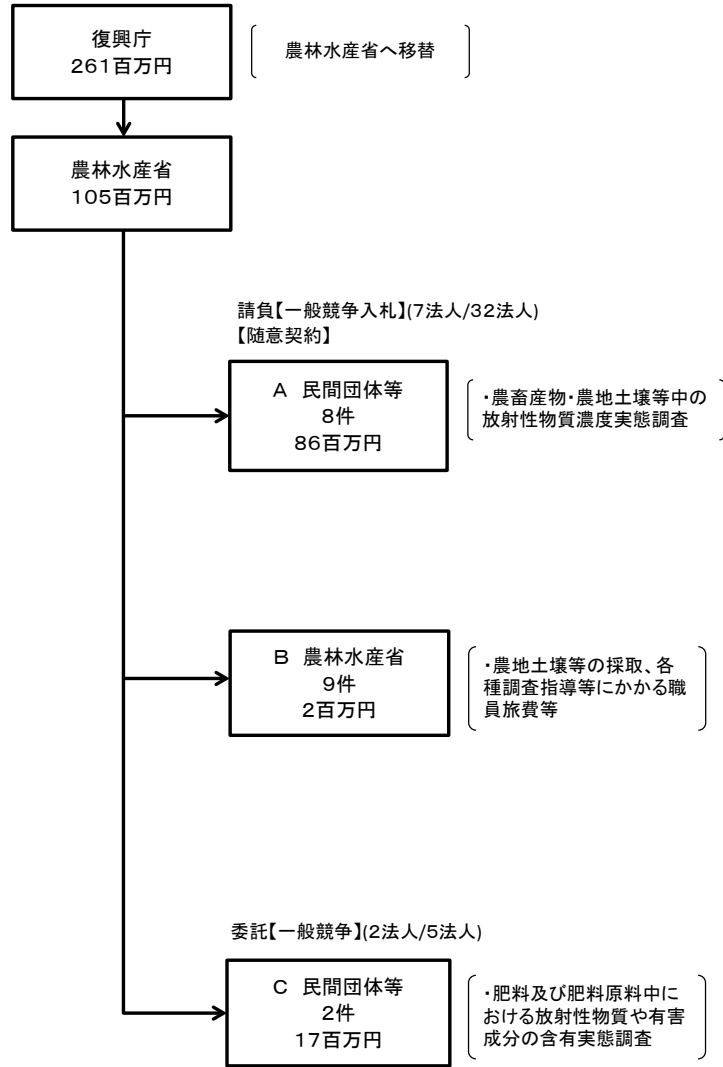 復興庁
261百万円
農林水産省へ移替
農林水産省
105百万円
請負【一般競争入札】(7法人/32法人)
【随意契約】
A 民間団体等
8件
86百万円
・農畜産物・農地土壌等中の
放射性物質濃度実態調査
B 農林水産省
9件
2百万円
・農地土壌等の採取、各
種調査指導等にかかる職
員旅費等
委託【一般競争】(2法人/5法人)
C 民間団体等
2件
17百万円
・肥料及び肥料原料中に
おける放射性物質や有害
成分の含有実態調査